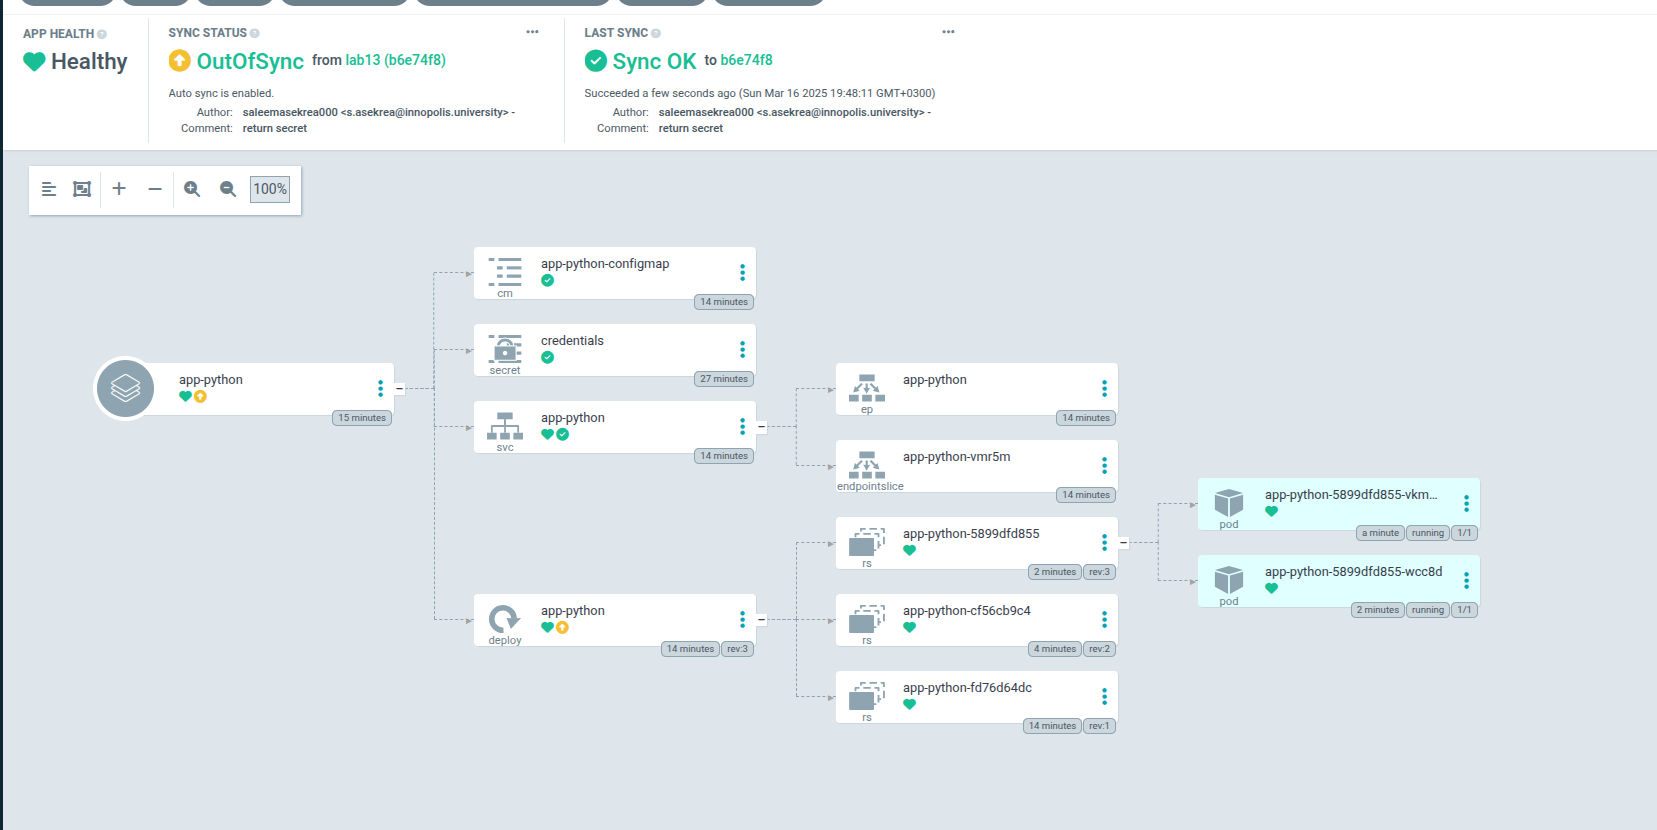 APP HEALTH
Healthy
SYNC STATUS
OutOfSync from lab13 (b6e74f8)
Auto sync is enabled.
Author: saleemasekrea000 <s.asekrea@innopolis.university> -
Comment: return secret
LAST SYNC
Sync OK to b6e74f8
Succeeded a few seconds ago (Sun Mar 16 2025 19:48:11 GMT+0300)
Author: saleemasekrea000 <s.asekrea@innopolis.university> -
Comment: return secret
100%
app-python
15 minutes
app-python-configmap
cm
14 minutes
credentials
secret
27 minutes
app-python
svc
14 minutes
app-python
deploy
14 minutes rev:3
app-python
ep
14 minutes
app-python-vmr5m
endpointslice
14 minutes
app-python-5899dfd855
rs
2 minutes rev:3
app-python-cf56cb9c4
rs
4 minutes rev:2
app-python-fd76d64dc
rs
14 minutes rev:1
app-python-5899dfd855-vkm...
pod
a minute running 1/1
app-python-5899dfd855-wcc8d
pod
2 minutes running 1/1